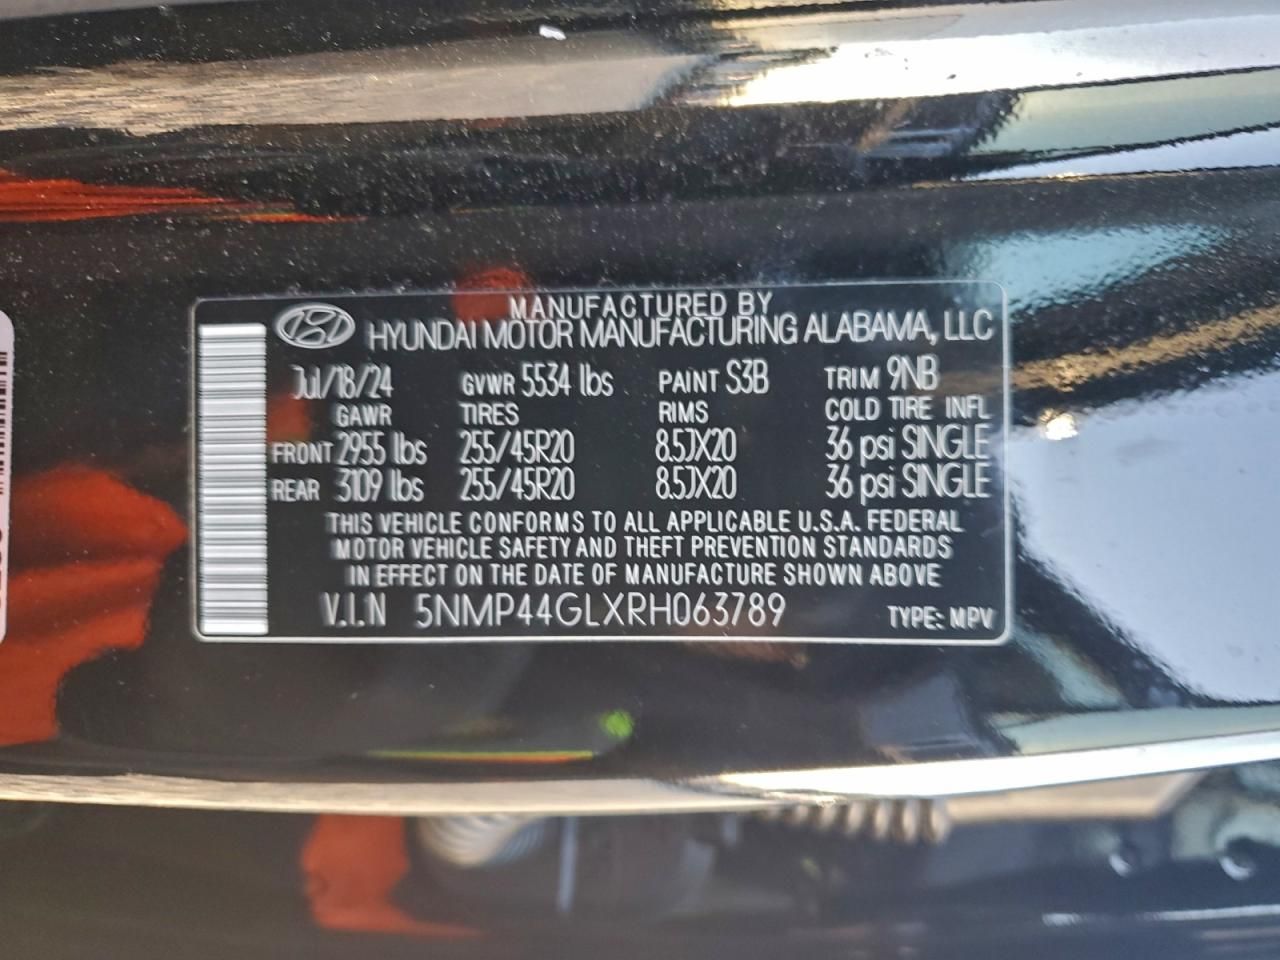 MANUFACTURED BY
HYUNDAI MOTOR MANUFACTURING ALABAMA, LLC
Jul/18/24 GVWR 5534 lbs PAINT S3B TRIM 9NB
GAWR TIRES RIMS COLD TIRE INFL
FRONT 2955 lbs 255/45R20 8.5JX20 36 psi SINGLE
REAR 3109 lbs 255/45R20 8.5JX20 36 psi SINGLE
THIS VEHICLE CONFORMS TO ALL APPLICABLE U.S.A. FEDERAL
MOTOR VEHICLE SAFETY AND THEFT PREVENTION STANDARDS
IN EFFECT ON THE DATE OF MANUFACTURE SHOWN ABOVE
V.I.N 5NMP44GLXRH063789 TYPE: MPV